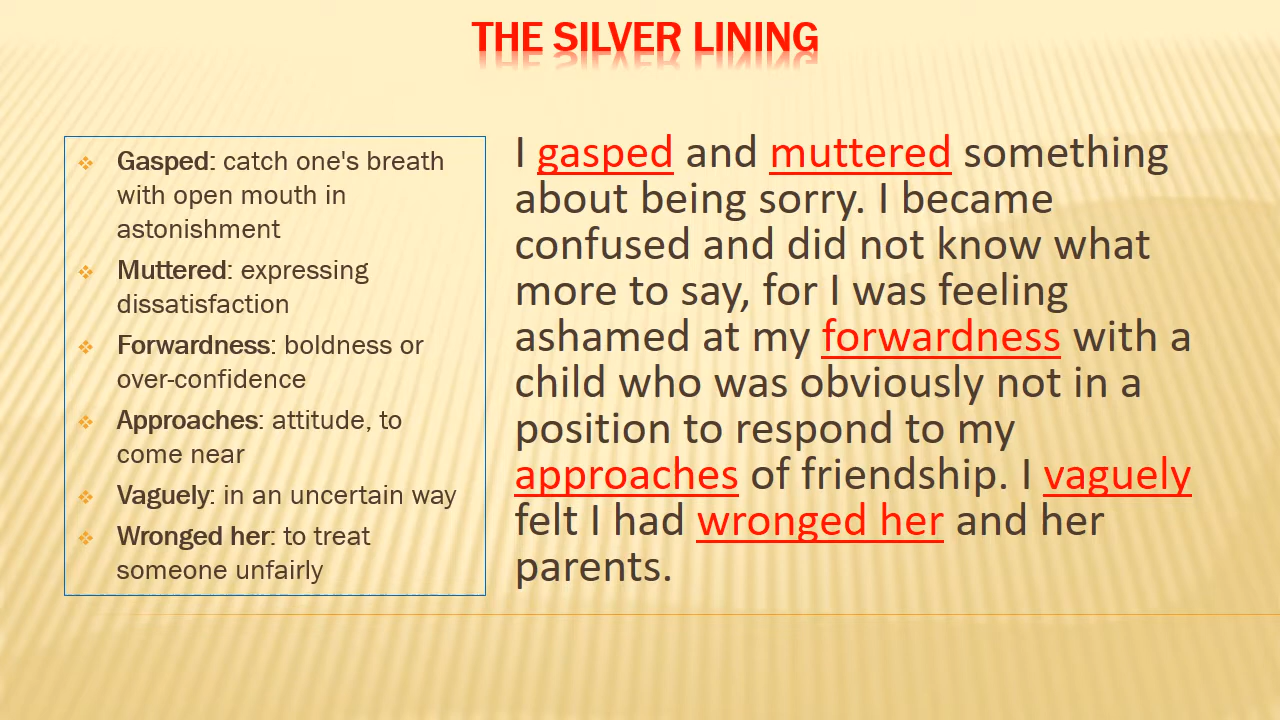 THE SILVER LINING
Gasped: catch one's breath
with open mouth in
astonishment
Muttered: expressing
dissatisfaction
Forwardness: boldness or
over-confidence
Approaches: attitude, to
come near
Vaguely: in an uncertain way
Wronged her: to treat
someone unfairly
I gasped and muttered something
about being sorry. I became
confused and did not know what
more to say, for I was feeling
ashamed at my forwardness with a
child who was obviously not in a
position to respond to my
approaches of friendship. I vaguely
felt I had wronged her and her
parents.